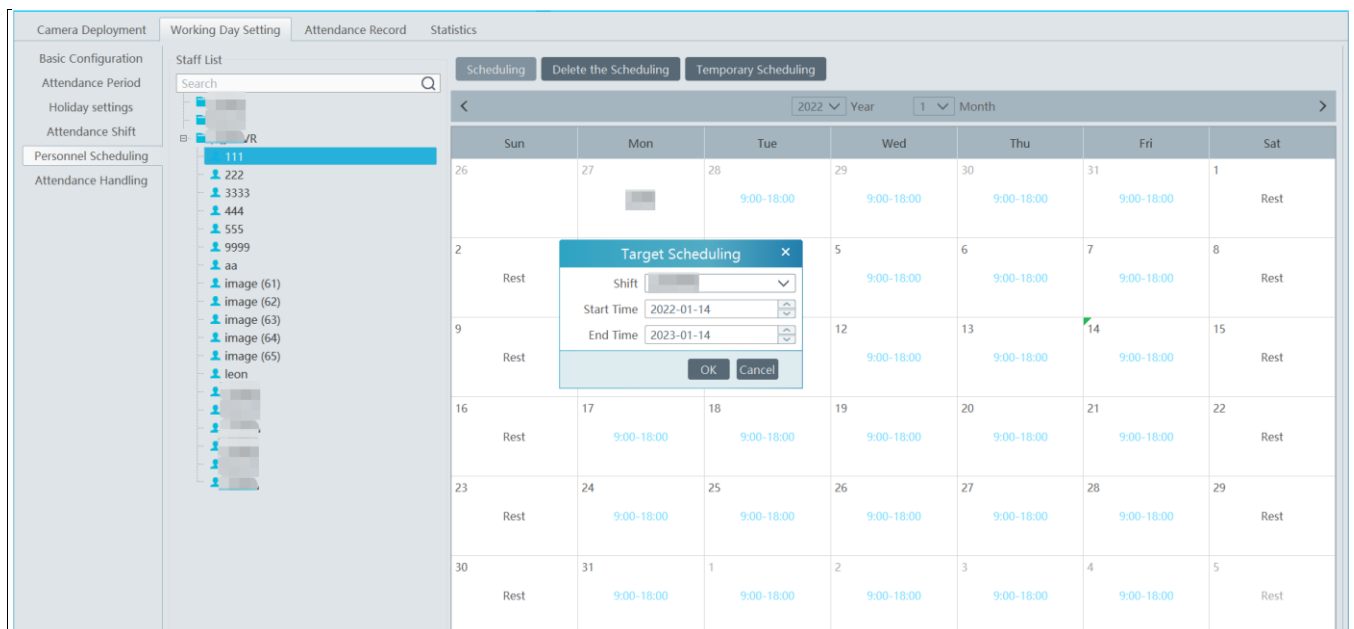 Camera Deployment Working Day Setting Attendance Record Statistics
Basic Configuration
Attendance Period
Holiday settings
Attendance Shift
Personnel Scheduling
Attendance Handling
Staff List
Search
VR
111
222
3333
444
555
9999
aa
image (61)
image (62)
image (63)
image (64)
image (65)
leon
Scheduling Delete the Scheduling Temporary Scheduling
2022 Year 1 Month
Sun Mon Tue Wed Thu Fri Sat
26 27 28 29 30 31 1
9:00-18:00 9:00-18:00 9:00-18:00 9:00-18:00 Rest
2 5 6 7 8
Rest 9:00-18:00 9:00-18:00 9:00-18:00 Rest
9 12 13 14 15
Rest 9:00-18:00 9:00-18:00 9:00-18:00 Rest
16 17 18 19 20 21 22
Rest 9:00-18:00 9:00-18:00 9:00-18:00 9:00-18:00 9:00-18:00 Rest
23 24 25 26 27 28 29
Rest 9:00-18:00 9:00-18:00 9:00-18:00 9:00-18:00 9:00-18:00 Rest
30 31 1 2 3 4 5
Rest 9:00-18:00 9:00-18:00 9:00-18:00 9:00-18:00 9:00-18:00 Rest
Target Scheduling
Shift
Start Time 2022-01-14
End Time 2023-01-14
OK Cancel